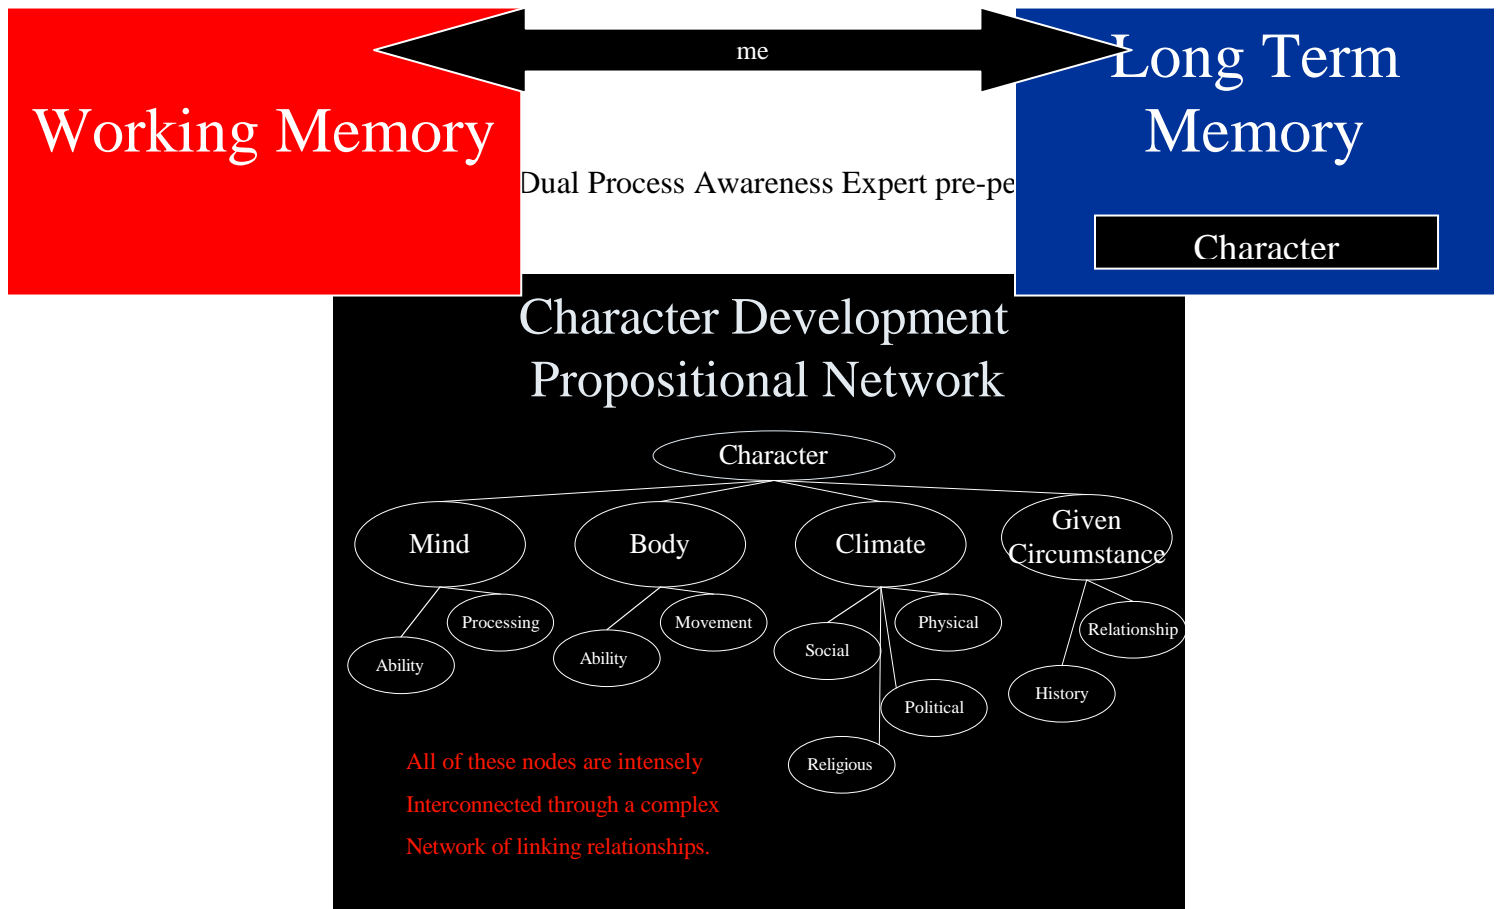 me
Working Memory
Long Term
Memory
Dual Process Awareness Expert pre-pe
Character
Character Development
Propositional Network
Character
Mind
Body
Climate
Given
Circumstance
Processing
Ability
Movement
Ability
Physical
Social
Political
Religious
Relationship
History
All of these nodes are intensely
Interconnected through a complex
Network of linking relationships.